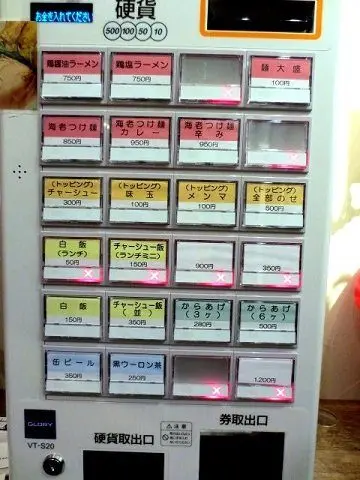 お金を入れてください
硬貨
500 100 50 10
鶏醤油ラーメン
750円
鶏塩ラーメン
750円
麺大盛
100円
海老つけ麺
850円
海老つけ麺
カレー
950円
海老つけ麺
辛み
950円
(トッピング)
チャーシュー
300円
(トッピング)
味玉
100円
(トッピング)
メンマ
100円
(トッピング)
全部のせ
500円
白飯
(ランチ)
50円
チャーシュー飯
(ランチミニ)
150円
900円
350円
白飯
150円
チャーシュー飯
(並)
350円
からあげ
(3ヶ)
280円
からあげ
(6ヶ)
500円
缶ビール
350円
黒ウーロン茶
250円
1,200円
GLORY
VT-S20
硬貨取出口
注意
券取出口